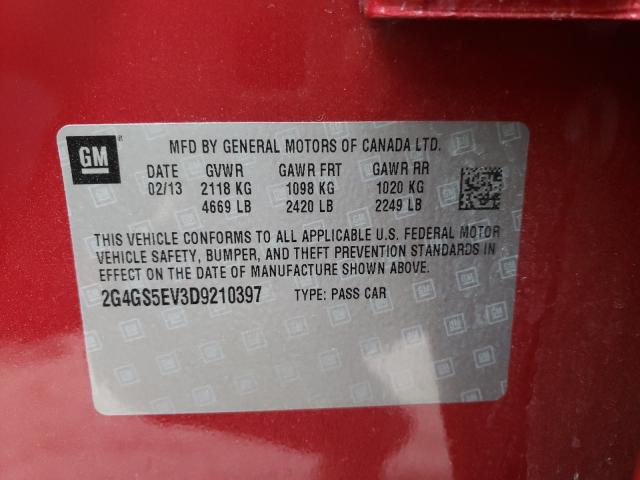 GM
MFD BY GENERAL MOTORS OF CANADA LTD.
DATE GVWR GAWR FRT GAWR RR
02/13 2118 KG 1098 KG 1020 KG
4669 LB 2420 LB 2249 LB
THIS VEHICLE CONFORMS TO ALL APPLICABLE U.S. FEDERAL MOTOR
VEHICLE SAFETY, BUMPER, AND THEFT PREVENTION STANDARDS IN
EFFECT ON THE DATE OF MANUFACTURE SHOWN ABOVE.
2G4GS5EV3D9210397 TYPE: PASS CAR